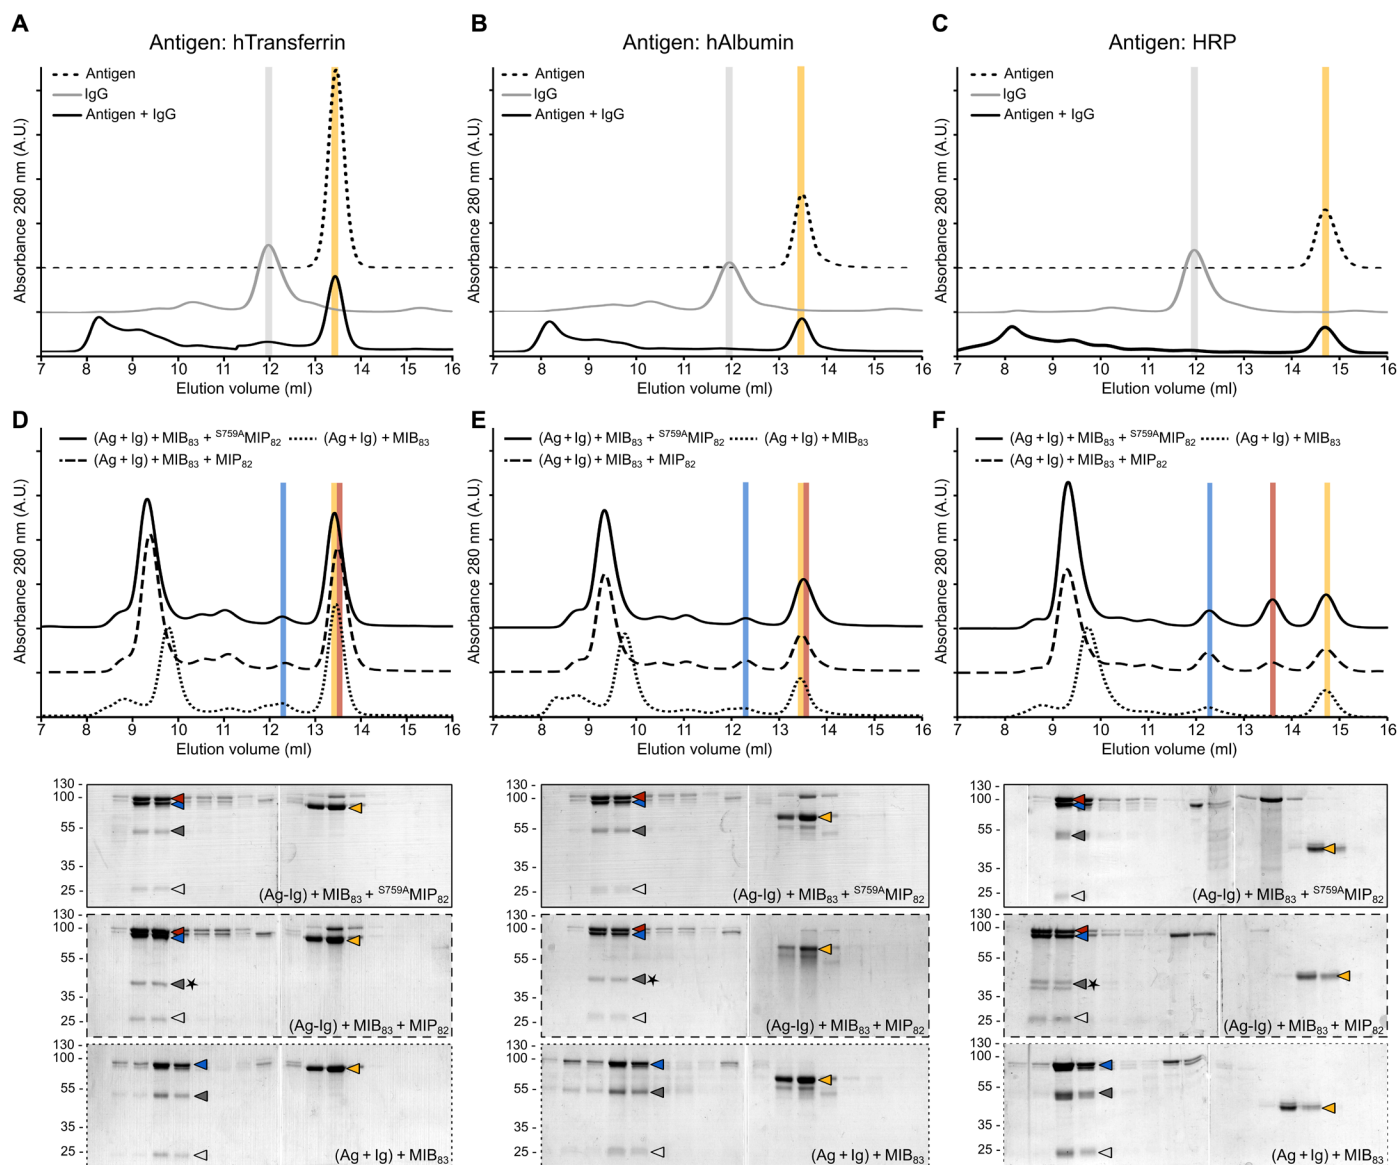 A
Antigen: hTransferrin
Antigen
IgG
Antigen + IgG
Absorbance 280 nm (A.U.)
7 8 9 10 11 12 13 14 15 16
Elution volume (ml)
B
Antigen: hAlbumin
Antigen
IgG
Antigen + IgG
Absorbance 280 nm (A.U.)
7 8 9 10 11 12 13 14 15 16
Elution volume (ml)
C
Antigen: HRP
Antigen
IgG
Antigen + IgG
Absorbance 280 nm (A.U.)
7 8 9 10 11 12 13 14 15 16
Elution volume (ml)
D
(Ag + Ig) + MIB83 + S759AMIP82 (Ag + Ig) + MIB83
(Ag + Ig) + MIB83 + MIP82
Absorbance 280 nm (A.U.)
7 8 9 10 11 12 13 14 15 16
Elution volume (ml)
130 -
100 -
55 -
35 -
25 -
(Ag-Ig) + MIB83 + S759AMIP82
130 -
100 -
55 -
35 -
25 -
(Ag-Ig) + MIB83 + MIP82
130 -
100 -
55 -
35 -
25 -
(Ag + Ig) + MIB83
E
(Ag + Ig) + MIB83 + S759AMIP82 (Ag + Ig) + MIB83
(Ag + Ig) + MIB83 + MIP82
Absorbance 280 nm (A.U.)
7 8 9 10 11 12 13 14 15 16
Elution volume (ml)
130 -
100 -
55 -
35 -
25 -
(Ag-Ig) + MIB83 + S759AMIP82
130 -
100 -
55 -
35 -
25 -
(Ag-Ig) + MIB83 + MIP82
130 -
100 -
55 -
35 -
25 -
(Ag + Ig) + MIB83
F
(Ag + Ig) + MIB83 + S759AMIP82 (Ag + Ig) + MIB83
(Ag + Ig) + MIB83 + MIP82
Absorbance 280 nm (A.U.)
7 8 9 10 11 12 13 14 15 16
Elution volume (ml)
130 -
100 -
55 -
35 -
25 -
(Ag-Ig) + MIB83 + S759AMIP82
130 -
100 -
55 -
35 -
25 -
(Ag-Ig) + MIB83 + MIP82
130 -
100 -
55 -
35 -
25 -
(Ag + Ig) + MIB83